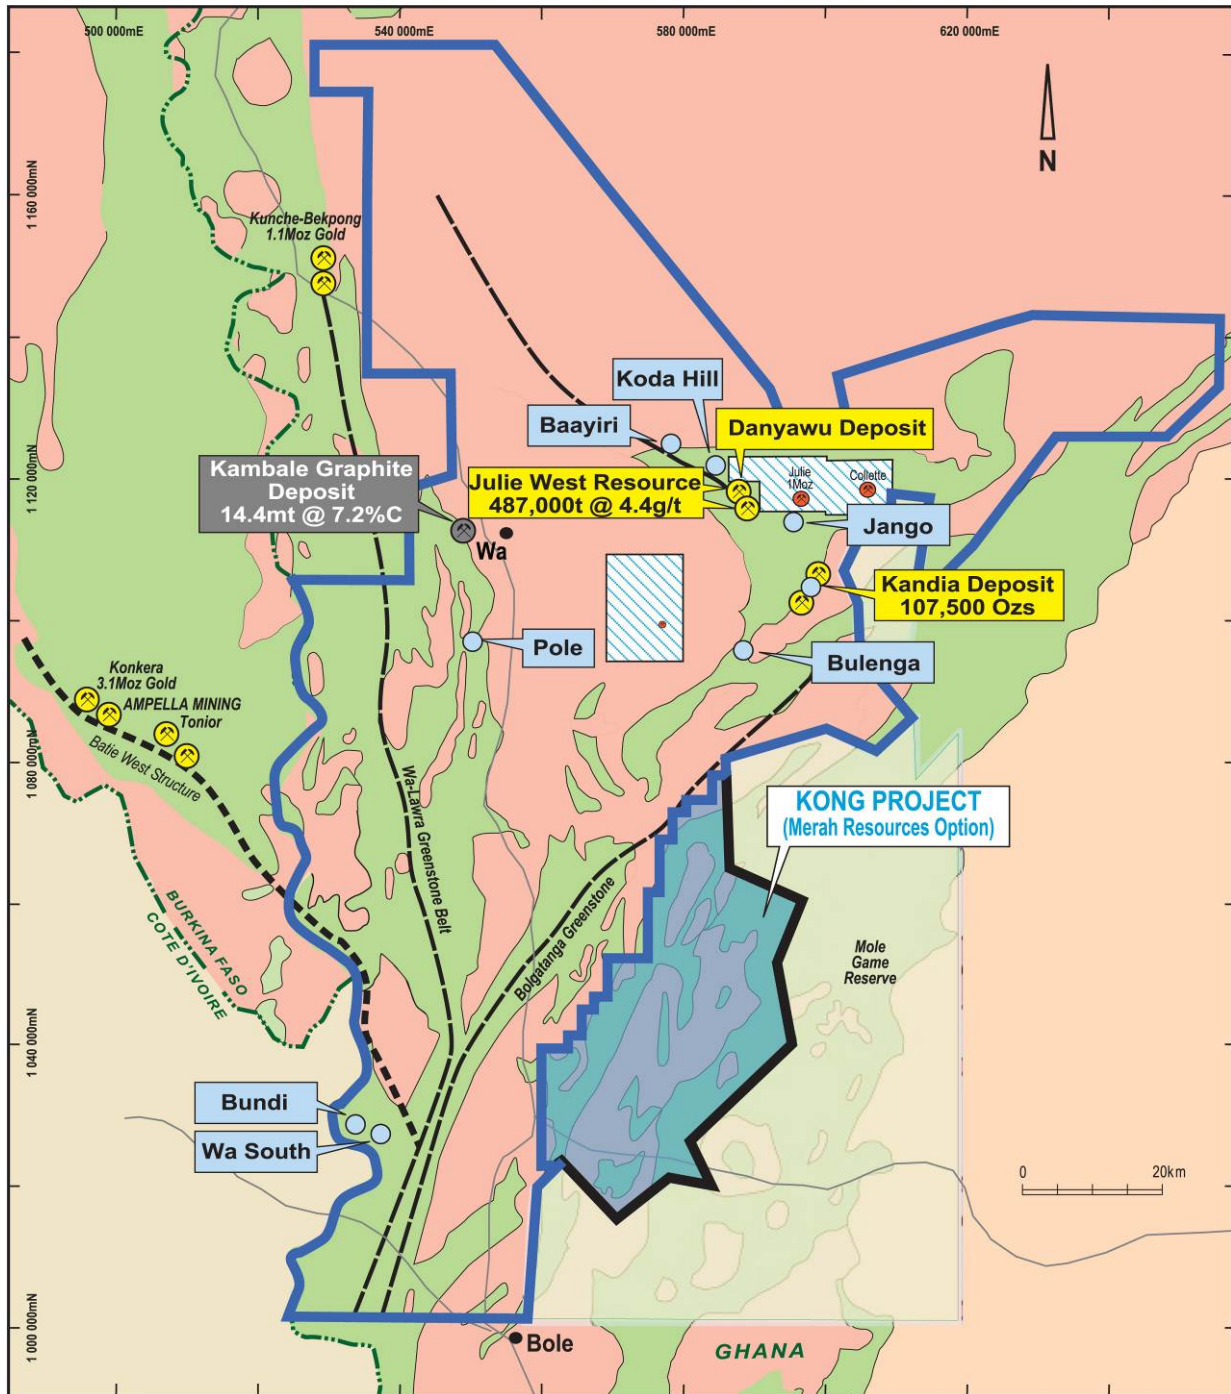 500 000mE
540 000mE
580 000mE
620 000mE
N
1 160 000mN
Kunche-Bekpong
1.1Moz Gold
Koda Hill
Baayiri
Danyawu Deposit
1 120 000mN
Kambale Graphite
Deposit
14.4mt @ 7.2%C
Julie West Resource
487,000t @ 4.4g/t
Julie
1Moz
Collette
Wa
Jango
Kandia Deposit
107,500 Ozs
Pole
Bulenga
Konkera
3.1Moz Gold
AMPELLA MINING
Tonior
Batie West Structure
1 080 000mN
Wa-Lawra Greenstone Belt
KONG PROJECT
(Merah Resources Option)
BURKINA FASO
COTE D'IVOIRE
Bolgatanga Greenstone
Mole
Game
Reserve
1 040 000mN
Bundi
Wa South
0
20km
1 000 000mN
Bole
GHANA